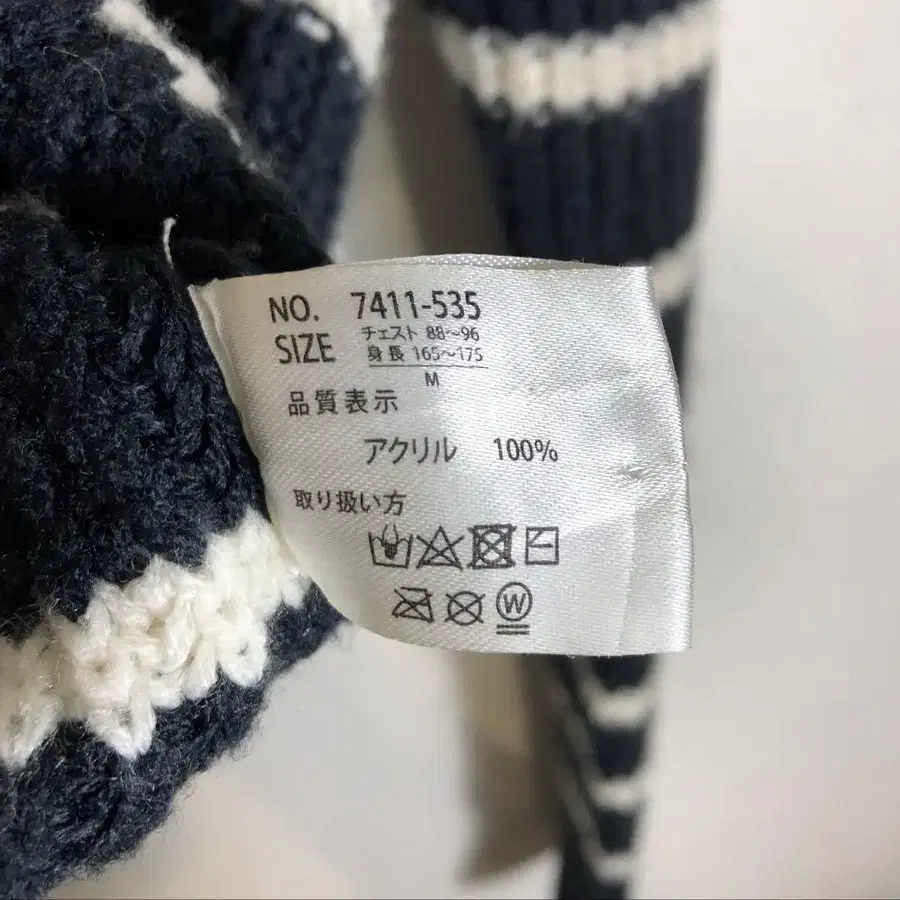 NO. 7411-535
SIZE チェスト 88〜96
身長 165〜175
M
品質表示
アクリル 100%
取り扱い方
W